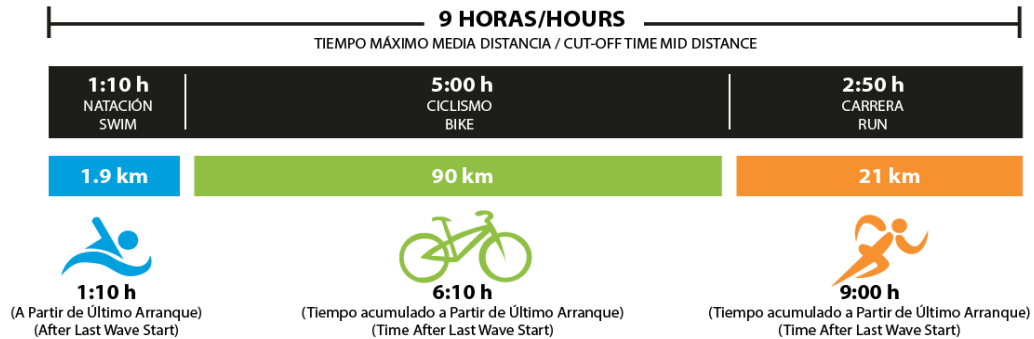 9 HORAS/HOURS
TIEMPO MÁXIMO MEDIA DISTANCIA / CUT-OFF TIME MID DISTANCE
1:10 h
NATACIÓN
SWIM
5:00 h
CICLISMO
BIKE
2:50 h
CARRERA
RUN
1.9 km
90 km
21 km
1:10 h
(A Partir de Último Arranque)
(After Last Wave Start)
6:10 h
(Tiempo acumulado a Partir de Último Arranque)
(Time After Last Wave Start)
9:00 h
(Tiempo acumulado a Partir de Último Arranque)
(Time After Last Wave Start)